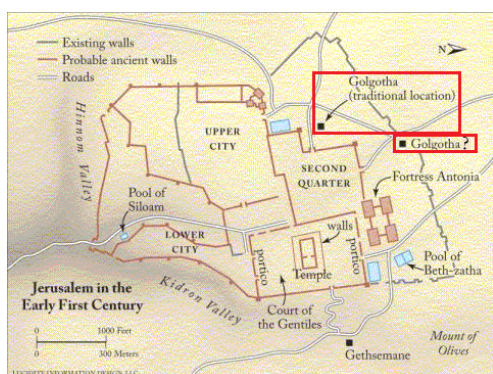 Existing walls
Probable ancient walls
Roads
N
Golgotha
(traditional location)
Golgotha ?
Hinnom Valley
UPPER
CITY
SECOND
QUARTER
Fortress Antonia
Pool of
Siloam
LOWER
CITY
walls
portico
portico
Temple
Pool of
Beth-zatha
Jerusalem in the
Early First Century
Kidron Valley
Court of
the Gentiles
0 1000 Feet
0 300 Meters
Mount of
Olives
Gethsemane